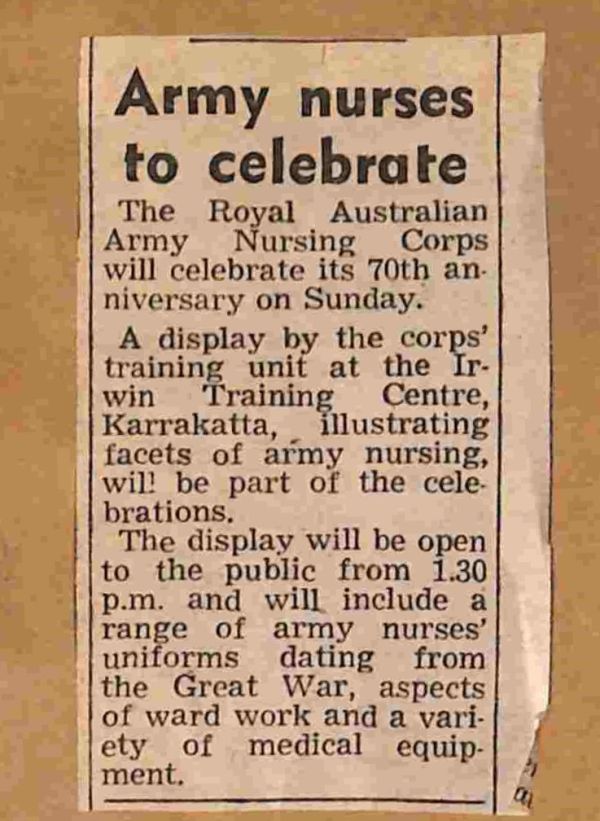 Army nurses
to celebrate
The Royal Australian
Army Nursing Corps
will celebrate its 70th an-
niversary on Sunday.
A display by the corps'
training unit at the Ir-
win Training Centre,
Karrakatta, illustrating
facets of army nursing,
will be part of the cele-
brations.
The display will be open
to the public from 1.30
p.m. and will include a
range of army nurses'
uniforms dating from
the Great War, aspects
of ward work and a vari-
ety of medical equip-
ment.